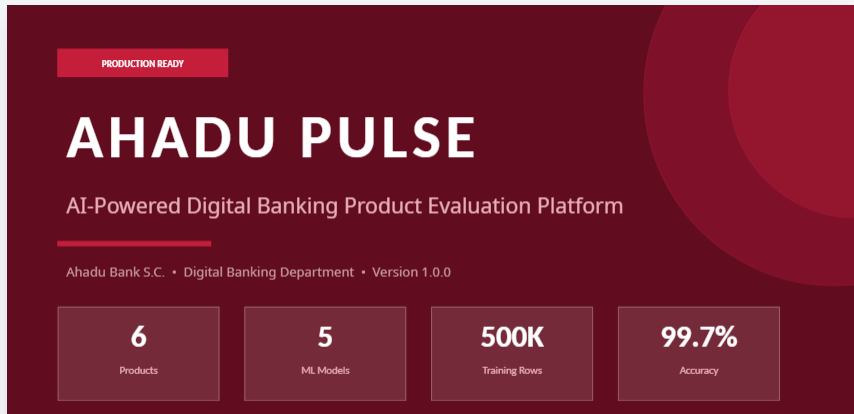 PRODUCTION READY
AHADU PULSE
AI-Powered Digital Banking Product Evaluation Platform
Ahadu Bank S.C. • Digital Banking Department • Version 1.0.0
6
Products
5
ML Models
500K
Training Rows
99.7%
Accuracy